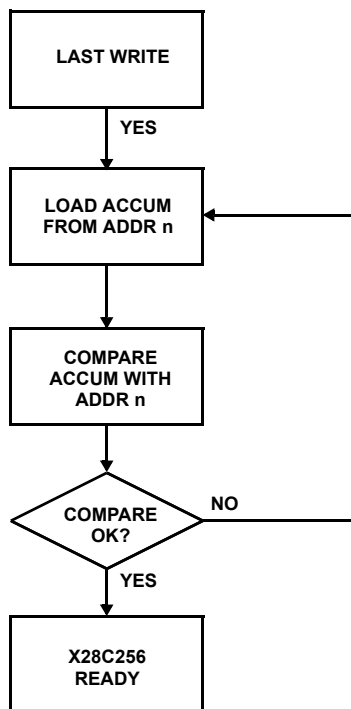 LAST WRITE
YES
LOAD ACCUM
FROM ADDR n
COMPARE
ACCUM WITH
ADDR n
COMPARE
OK?
NO
YES
X28C256
READY